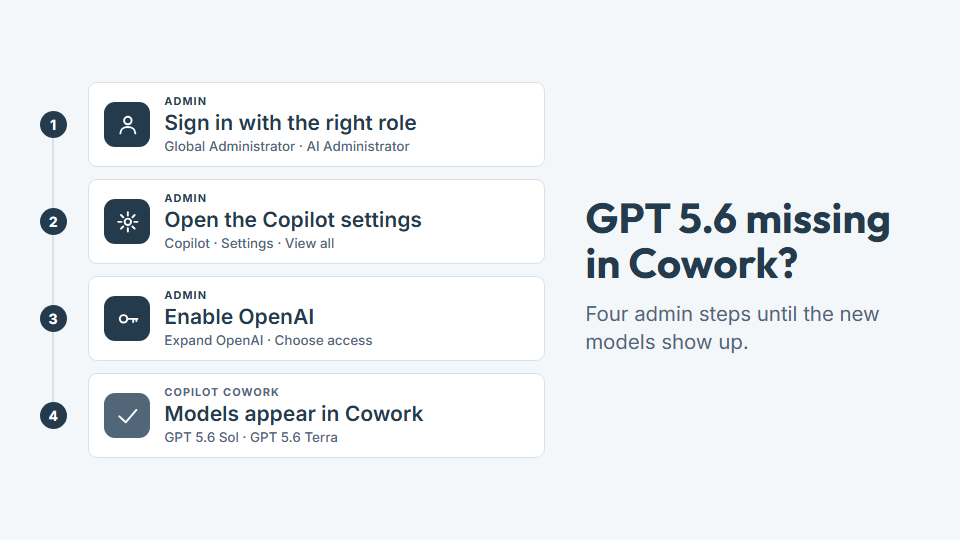 1
ADMIN
Sign in with the right role
Global Administrator · AI Administrator
2
ADMIN
Open the Copilot settings
Copilot · Settings · View all
3
ADMIN
Enable OpenAI
Expand OpenAI · Choose access
4
COPILOT COWORK
Models appear in Cowork
GPT 5.6 Sol · GPT 5.6 Terra
GPT 5.6 missing
in Cowork?
Four admin steps until the new
models show up.